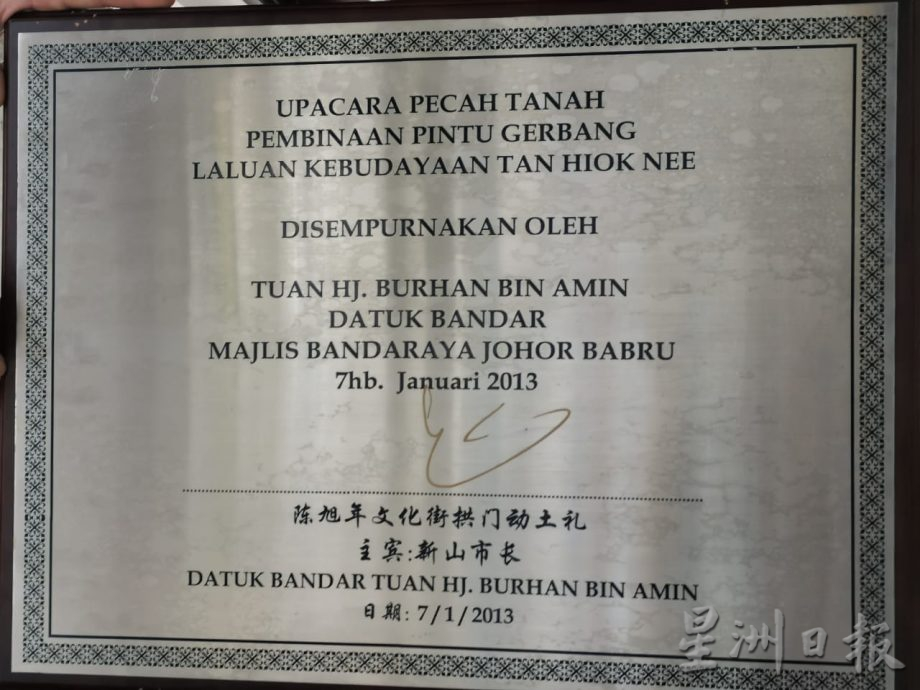 UPACARA PECAH TANAH
PEMBINAAN PINTU GERBANG
LALUAN KEBUDAYAAN TAN HIOK NEE
DISEMPURNAKAN OLEH
TUAN HJ. BURHAN BIN AMIN
DATUK BANDAR
MAJLIS BANDARAYA JOHOR BABRU
7hb. Januari 2013
陈旭年文化街拱门动土礼
主宾:新山市长
DATUK BANDAR TUAN HJ. BURHAN BIN AMIN
日期: 7/1/2013
星洲日報